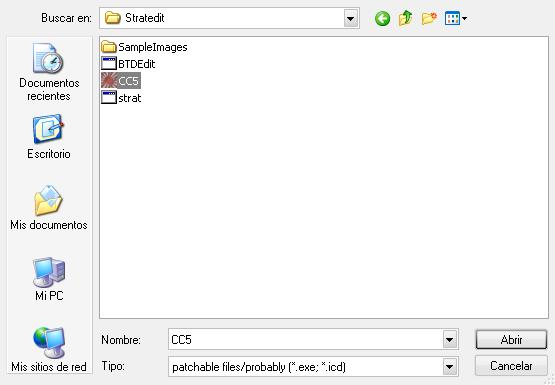 Buscar en: Stratedit
SampleImages
BTDEdit
CC5
strat
Documentos
recientes
Escritorio
Mis documentos
Mi PC
Mis sitios de red
Nombre: CC5 Abrir
Tipo: patchable files/probably (*.exe; *.icd) Cancelar